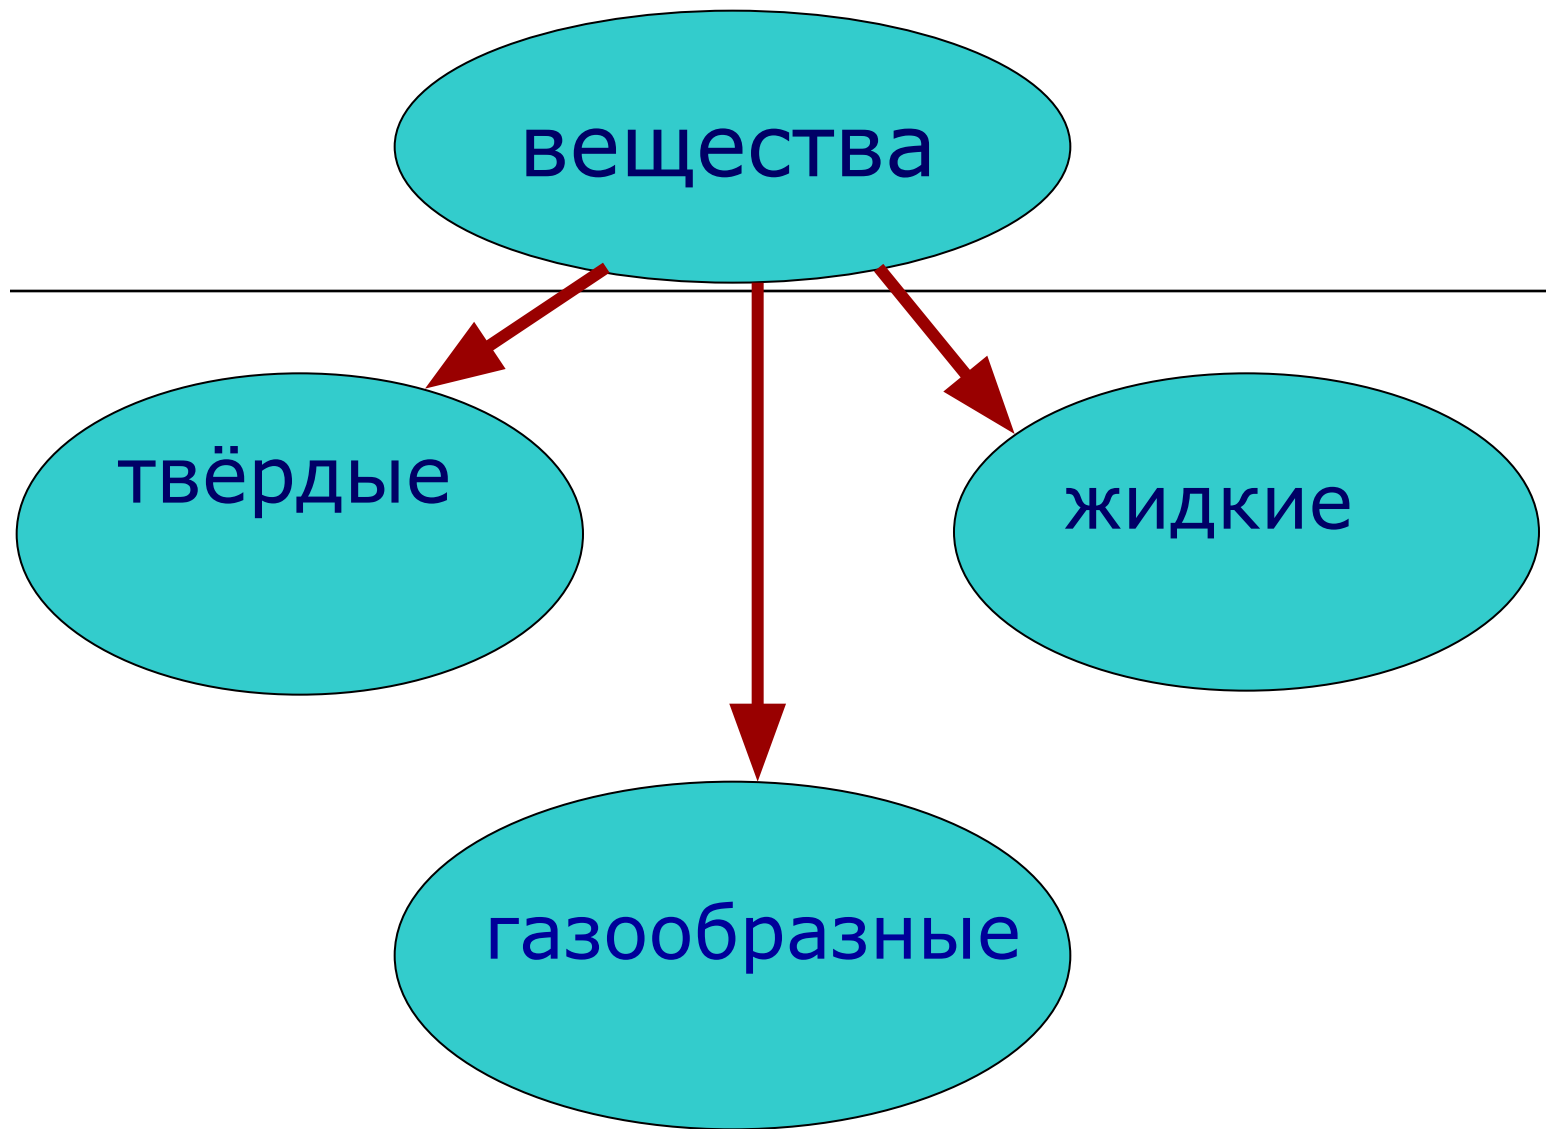 вещества
твёрдые
жидкие
газообразные